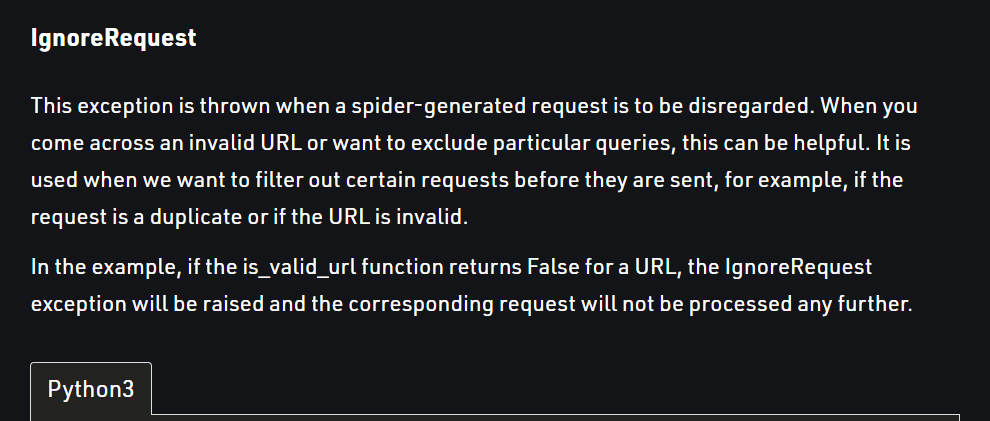 IgnoreRequest
This exception is thrown when a spider-generated request is to be disregarded. When you
come across an invalid URL or want to exclude particular queries, this can be helpful. It is
used when we want to filter out certain requests before they are sent, for example, if the
request is a duplicate or if the URL is invalid.
In the example, if the is_valid_url function returns False for a URL, the IgnoreRequest
exception will be raised and the corresponding request will not be processed any further.
Python3